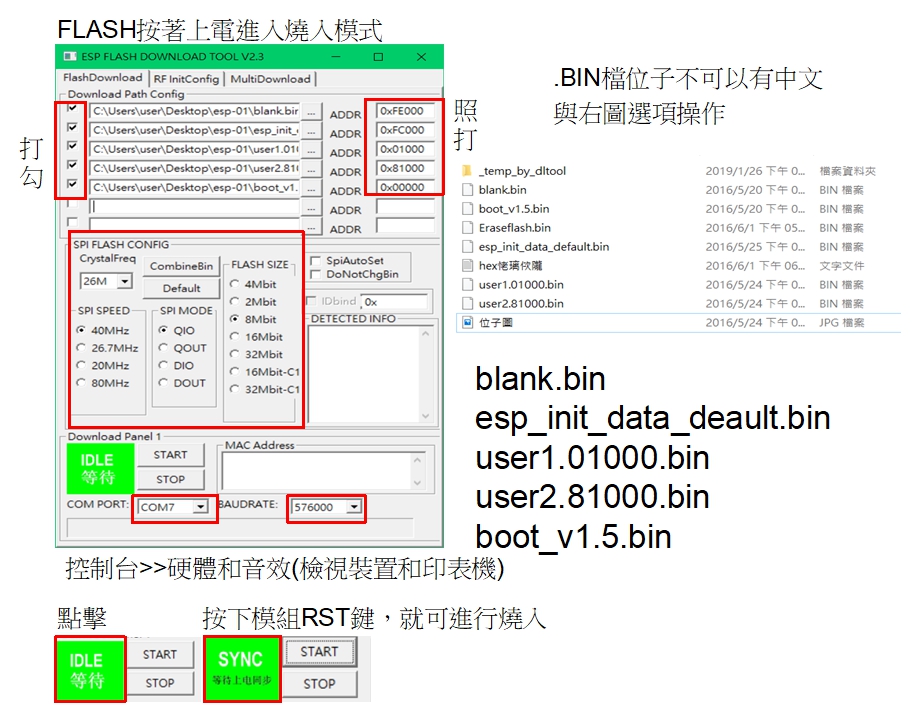 FLASH按著上電進入燒入模式
ESP FLASH DOWNLOAD TOOL V2.3
FlashDownload RF InitConfig MultiDownload
Download Path Config
C:\Users\user\Desktop\esp-01\blank.bin ... ADDR 0xFE000
C:\Users\user\Desktop\esp-01\esp_init_ ... ADDR 0xFC000
C:\Users\user\Desktop\esp-01\user1.01 ... ADDR 0x01000
C:\Users\user\Desktop\esp-01\user2.81 ... ADDR 0x81000
C:\Users\user\Desktop\esp-01\boot_v1. ... ADDR 0x00000
... ADDR
... ADDR
打勾
照打
SPI FLASH CONFIG
CrystalFreq
26M
CombineBin
Default
SPI SPEED
40MHz
26.7MHz
20MHz
80MHz
SPI MODE
QIO
QOUT
DIO
DOUT
FLASH SIZE
4Mbit
2Mbit
8Mbit
16Mbit
32Mbit
16Mbit-C1
32Mbit-C1
SpiAutoSet
DoNotChgBin
IDbind 0x
DETECTED INFO
Download Panel 1
IDLE
等待
START
STOP
MAC Address
COM PORT: COM7 BAUDRATE: 576000
.BIN檔位子不可以有中文
與右圖選項操作
_temp_by_dltool 2019/1/26 下午 0... 檔案資料夾
blank.bin 2016/5/20 下午 0... BIN 檔案
boot_v1.5.bin 2016/5/20 下午 0... BIN 檔案
Eraseflash.bin 2016/6/1 下午 05... BIN 檔案
esp_init_data_default.bin 2016/5/25 下午 0... BIN 檔案
hex 2016/6/1 下午 06... 文字文件
user1.01000.bin 2016/5/24 下午 0... BIN 檔案
user2.81000.bin 2016/5/24 下午 0... BIN 檔案
位子圖 2016/5/24 下午 0... JPG 檔案
blank.bin
esp_init_data_deault.bin
user1.01000.bin
user2.81000.bin
boot_v1.5.bin
控制台>>硬體和音效(檢視裝置和印表機)
點擊
IDLE
等待
START
STOP
按下模組RST鍵，就可進行燒入
SYNC
等待上电同步
START
STOP